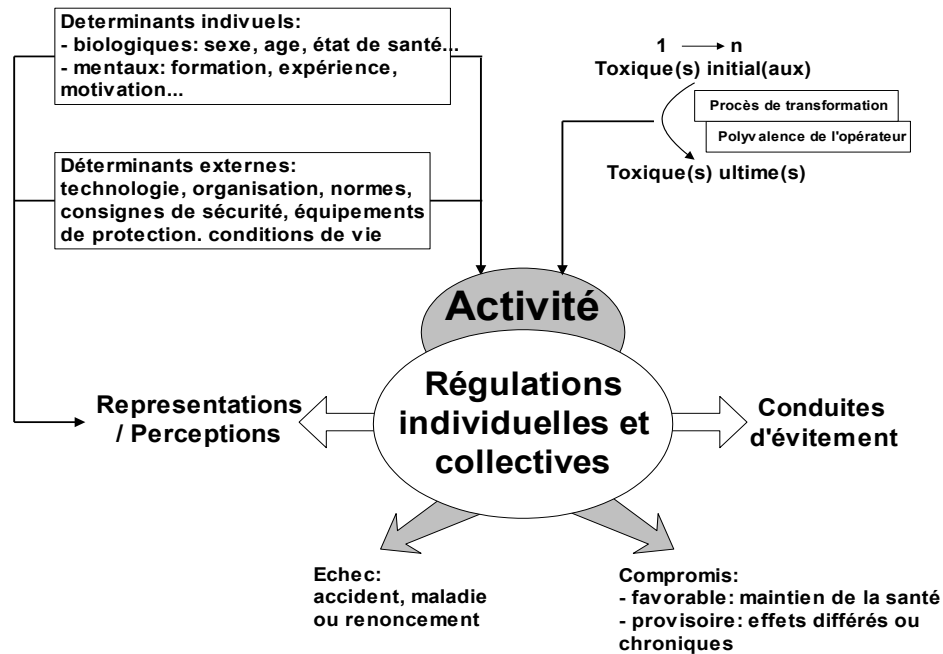 Determinants indivuels:
- biologiques: sexe, age, état de santé...
- mentaux: formation, expérience,
motivation...
1 n
Toxique(s) initial(aux)
Procès de transformation
Polyvalence de l'opérateur
Toxique(s) ultime(s)
Déterminants externes:
technologie, organisation, normes,
consignes de sécurité, équipements
de protection. conditions de vie
Activité
Régulations
individuelles et
collectives
Representations
/ Perceptions
Conduites
d'évitement
Echec:
accident, maladie
ou renoncement
Compromis:
- favorable: maintien de la santé
- provisoire: effets différés ou
chroniques